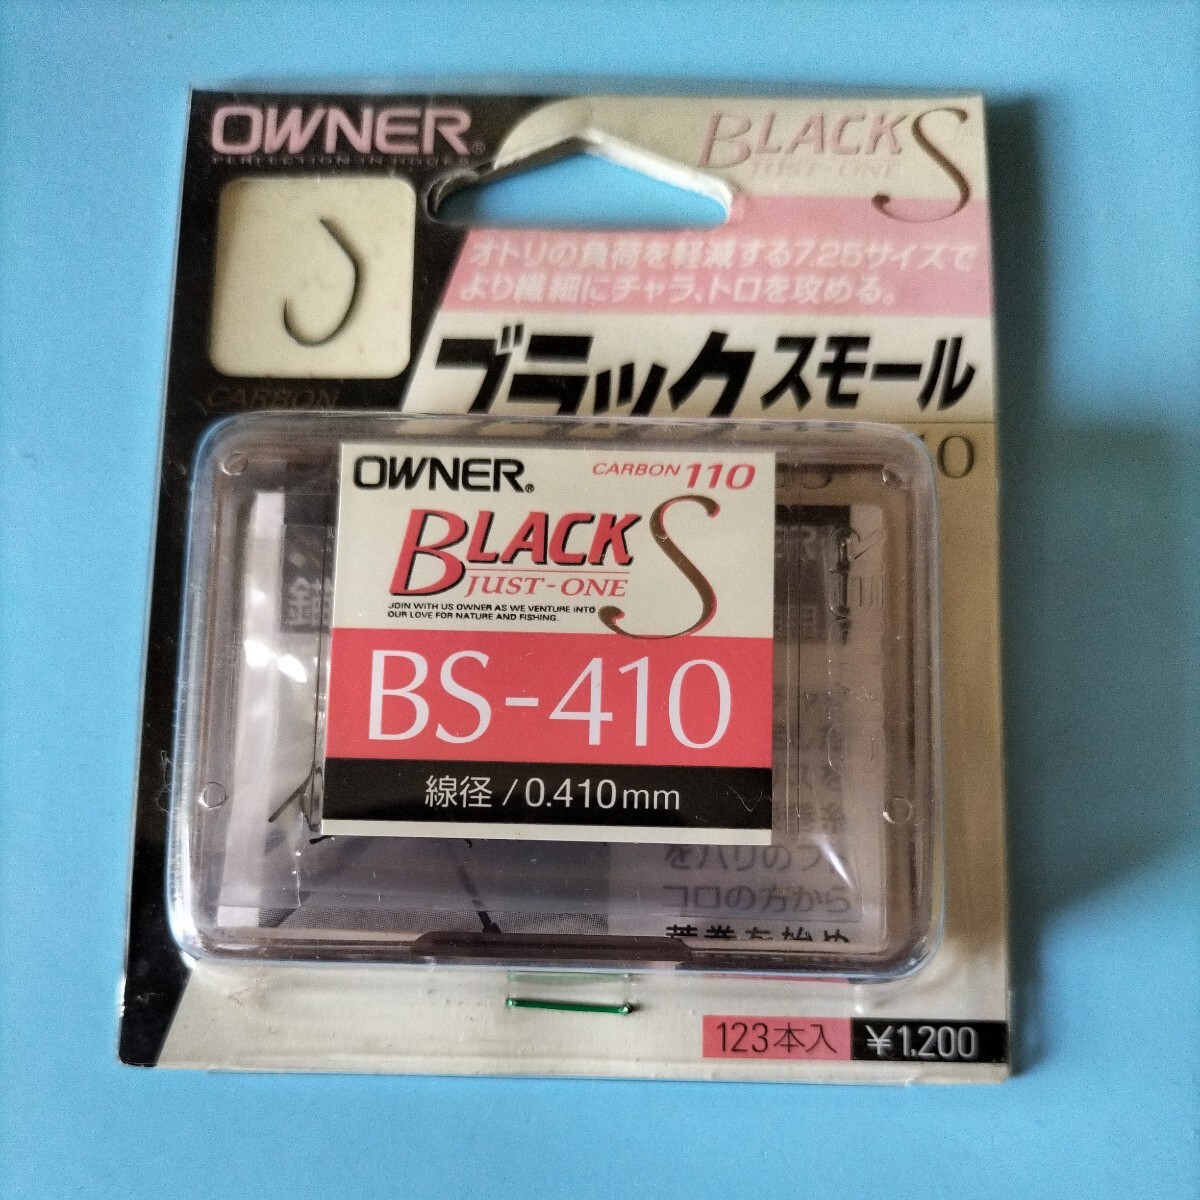 OWNER®
PERFECTION IN HOOKS
BLACK S
JUST-ONE
オトリの負荷を軽減する7.25サイズで
より繊細にチャラ、トロを攻める。
ブラックスモール
CARBON
OWNER®
CARBON 110
BLACK S
JUST-ONE
JOIN WITH US OWNER AS WE VENTURE INTO
OUR LOVE FOR NATURE AND FISHING.
BS-410
線径/0.410mm
をハリのフ
コロの方から
123本入
¥1,200